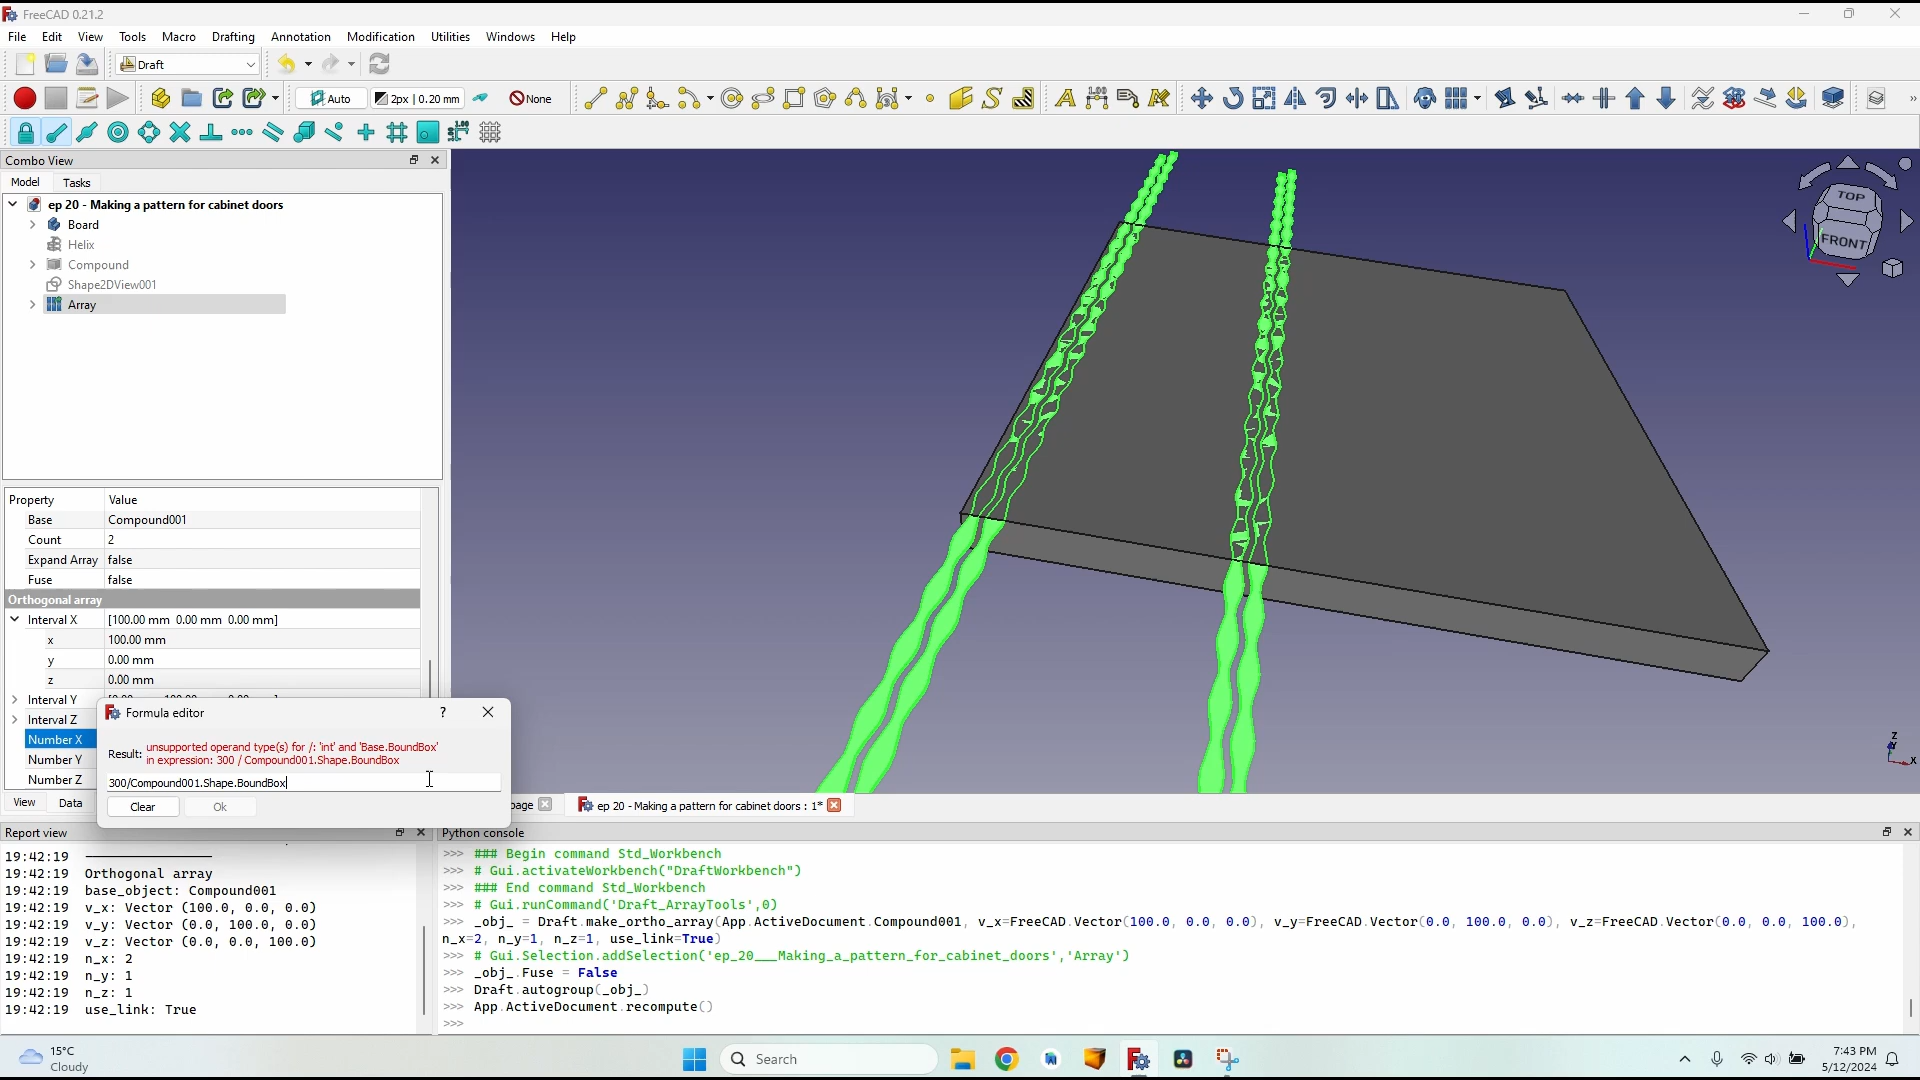 FreeCAD 0.21.2
File Edit View Tools Macro Drafting Annotation Modification Utilities Windows Help
Draft
Auto 2px | 0.20 mm None
Combo View
Model Tasks
ep 20 - Making a pattern for cabinet doors
Board
Helix
Compound
Shape2DView001
Array
TOP
FRONT
Property Value
Base Compound001
Count 2
Expand Array false
Fuse false
Orthogonal array
Interval X [100.00 mm 0.00 mm 0.00 mm]
x 100.00 mm
y 0.00 mm
z 0.00 mm
Interval Y
Interval Z
Number X
Number Y
Number Z
Formula editor ?
Result: unsupported operand type(s) for /: 'int' and 'Base.BoundBox'
in expression: 300 / Compound001.Shape.BoundBox
300/Compound001.Shape.BoundBox
Clear Ok
Z
Y
X
View Data page ep 20 - Making a pattern for cabinet doors : 1*
Report view
19:42:19
19:42:19 Orthogonal array
19:42:19 base_object: Compound001
19:42:19 v_x: Vector (100.0, 0.0, 0.0)
19:42:19 v_y: Vector (0.0, 100.0, 0.0)
19:42:19 v_z: Vector (0.0, 0.0, 100.0)
19:42:19 n_x: 2
19:42:19 n_y: 1
19:42:19 n_z: 1
19:42:19 use_link: True
Python console
>>> ### Begin command Std_Workbench
>>> # Gui.activateWorkbench("DraftWorkbench")
>>> ### End command Std_Workbench
>>> # Gui.runCommand('Draft_ArrayTools',0)
>>> _obj_ = Draft.make_ortho_array(App.ActiveDocument.Compound001, v_x=FreeCAD.Vector(100.0, 0.0, 0.0), v_y=FreeCAD.Vector(0.0, 100.0, 0.0), v_z=FreeCAD.Vector(0.0, 0.0, 100.0),
n_x=2, n_y=1, n_z=1, use_link=True)
>>> # Gui.Selection.addSelection('ep_20___Making_a_pattern_for_cabinet_doors','Array')
>>> _obj_.Fuse = False
>>> Draft.autogroup(_obj_)
>>> App.ActiveDocument.recompute()
>>>
15°C
Cloudy
Search
7:43 PM
5/12/2024